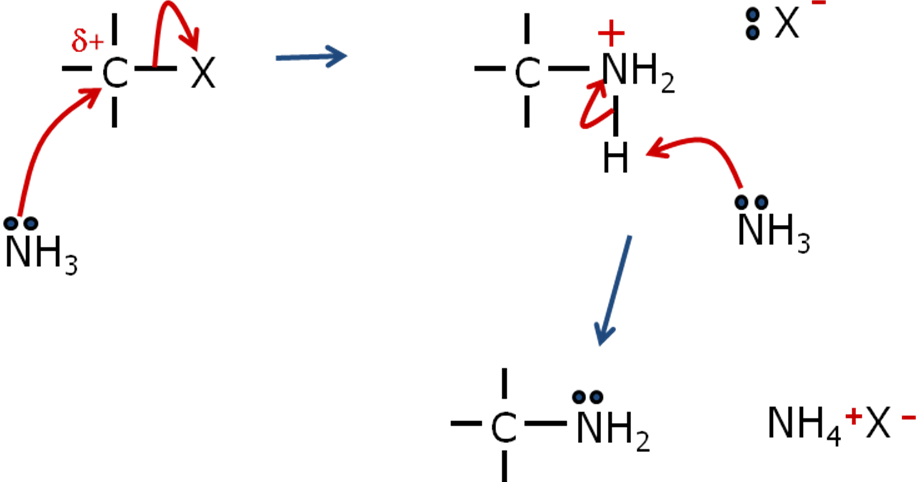 δ+
C X
NH₃
+
C NH₂
H
X -
NH₃
C NH₂
NH₄+X -